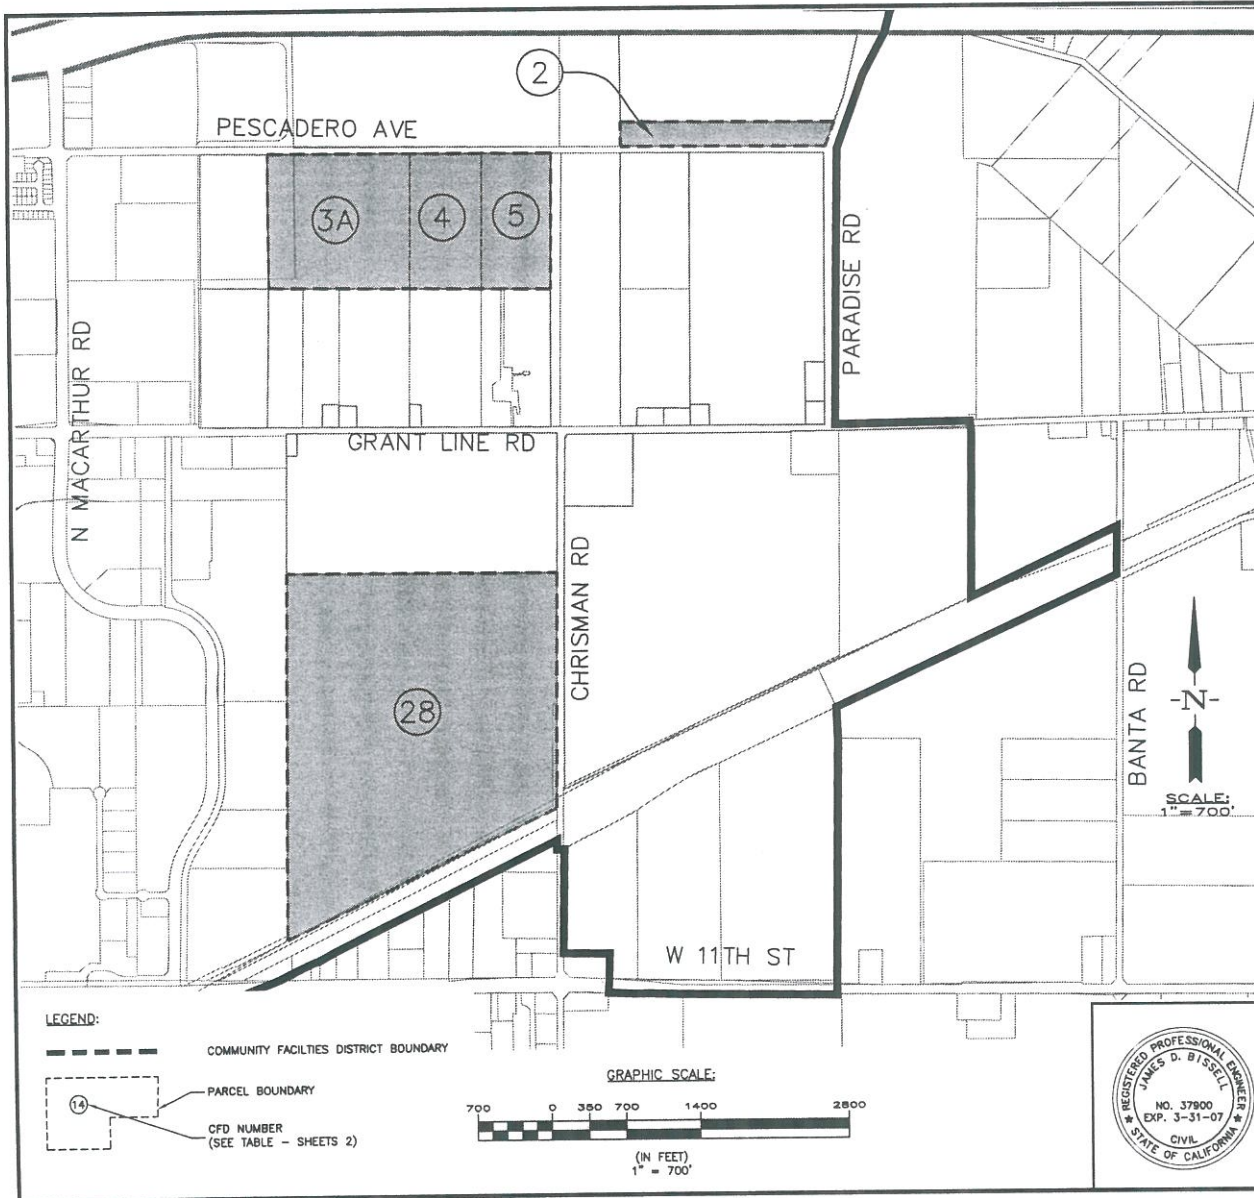 2
PESCADERO AVE
3A
4
5
N MACARTHUR RD
PARADISE RD
GRANT LINE RD
CHRISMAN RD
28
BANTA RD
-N-
SCALE:
1"=700'
W 11TH ST
LEGEND:
COMMUNITY FACILTIES DISTRICT BOUNDARY
PARCEL BOUNDARY
14
CFD NUMBER
(SEE TABLE - SHEETS 2)
GRAPHIC SCALE:
700 0 350 700 1400 2800
(IN FEET)
1" = 700'
REGISTERED PROFESSIONAL ENGINEER
JAMES D. BISSELL
NO. 37900
EXP. 3-31-07
CIVIL
STATE OF CALIFORNIA